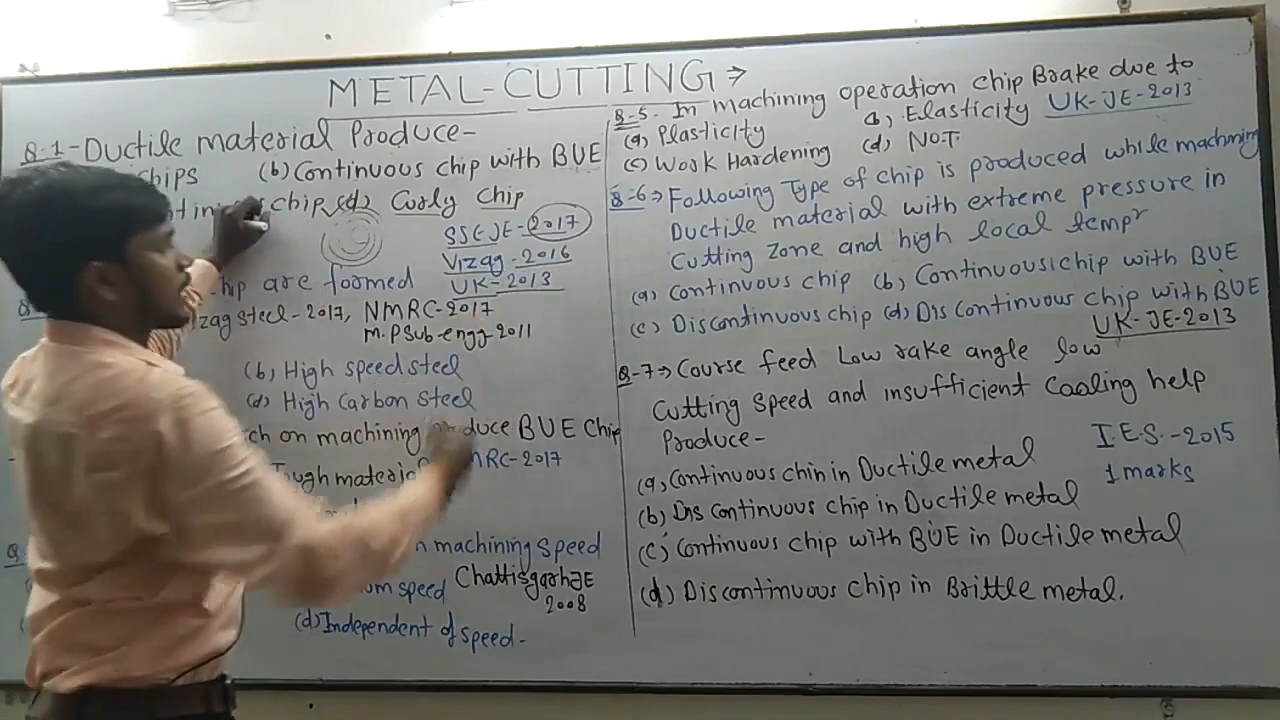 METAL-CUTTING →
Q.1- Ductile material Produce-
chips (b) Continuous chip with BUE
chip (d) Curly Chip
SSC JE-2017
Vizag-2016
UK-2013
chip are formed
Vizag steel-2017, NMRC-2017
M.P Sub-engg-2011
(b) High speed steel
(d) High Carbon steel
on machining produce BUE Chip
Tough material NMRC-2017
machining speed
speed Chattisgarh JE
2008
(d) Independent of speed-
Q-5- In machining operation chip Brake due to
(a) Plasticity (b) Elasticity UK-JE-2013
(c) Work Hardening (d) N.O.T.
Q-6→ Following Type of chip is produced while machining
Ductile material with extreme pressure in
Cutting zone and high local tempr
(a) Continuous chip (b) Continuous chip with BUE
(c) Discontinuous chip (d) Discontinuous chip with BUE
UK-JE-2013
Q-7→ Course feed Low rake angle low
Cutting Speed and insufficient Cooling help
Produce-
I.E.S.-2015
1 marks
(a) Continuous chin in Ductile metal
(b) Dis continuous chip in Ductile metal
(c) Continuous chip with BUE in Ductile metal
(d) Discontinuous Chip in Brittle metal.